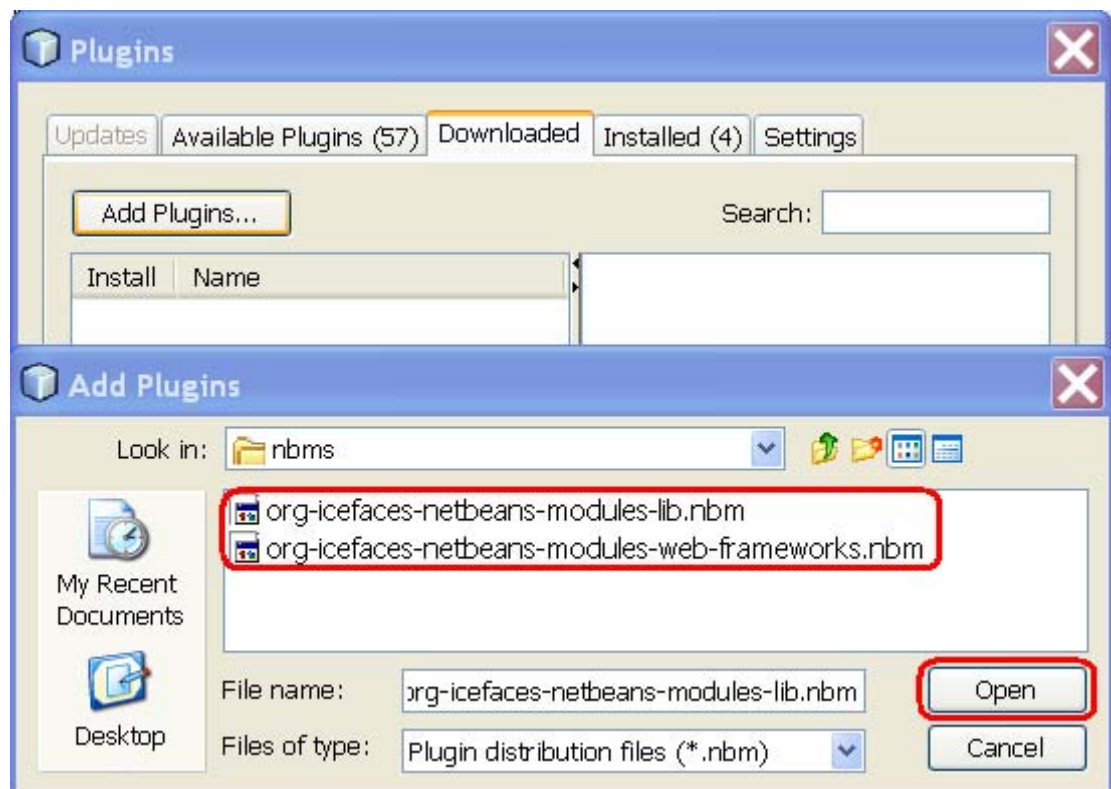 Plugins
Updates Available Plugins (57) Downloaded Installed (4) Settings
Add Plugins... Search:
Install Name
Add Plugins
Look in: nbms
org-icefaces-netbeans-modules-lib.nbm
org-icefaces-netbeans-modules-web-frameworks.nbm
My Recent
Documents
Desktop
File name: org-icefaces-netbeans-modules-lib.nbm Open
Files of type: Plugin distribution files (*.nbm) Cancel